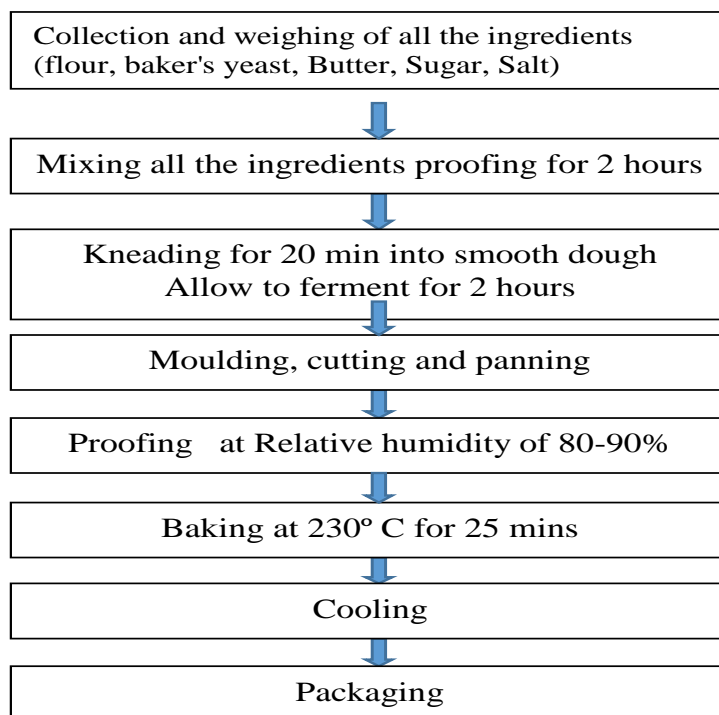 Collection and weighing of all the ingredients
(flour, baker's yeast, Butter, Sugar, Salt)
Mixing all the ingredients proofing for 2 hours
Kneading for 20 min into smooth dough
Allow to ferment for 2 hours
Moulding, cutting and panning
Proofing at Relative humidity of 80-90%
Baking at 230º C for 25 mins
Cooling
Packaging